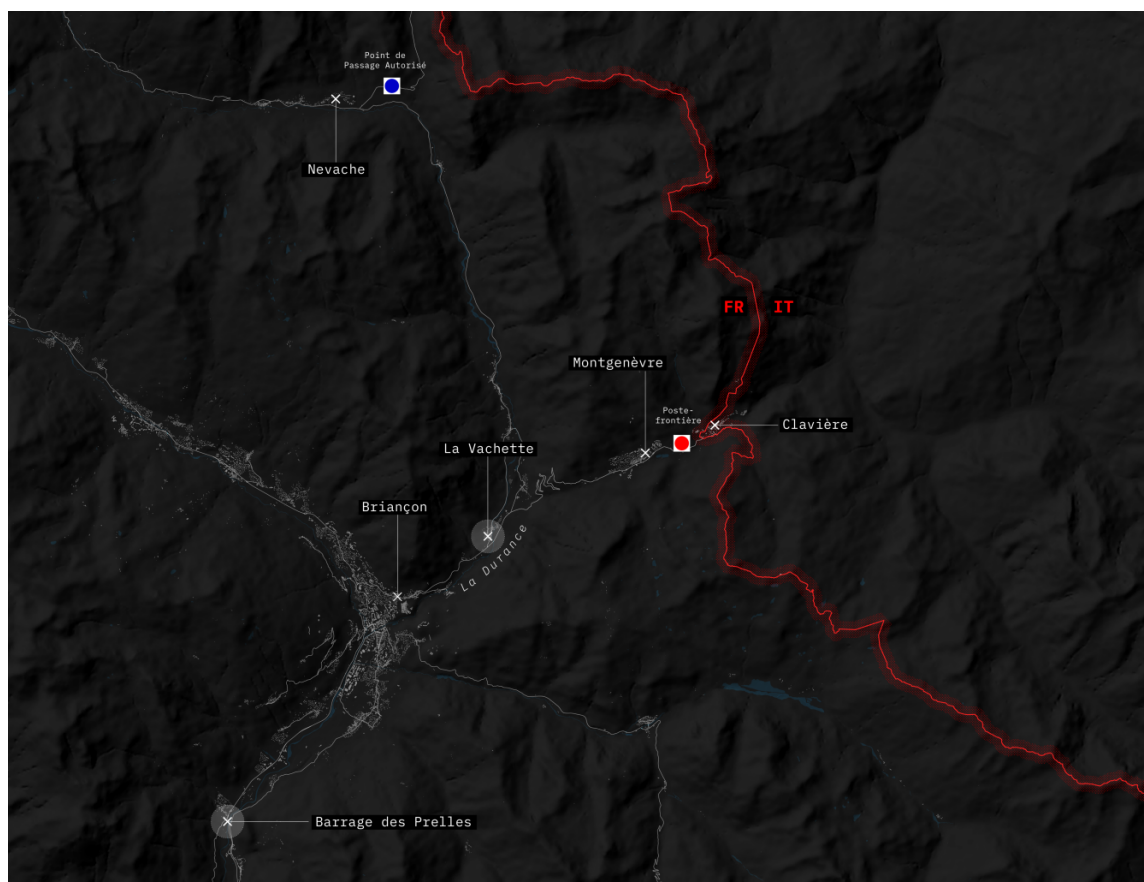 Point de
Passage Autorisé
Nevache
FR
IT
Montgenèvre
Poste-
frontière
Clavière
La Vachette
Briançon
La Durance
Barrage des Prelles